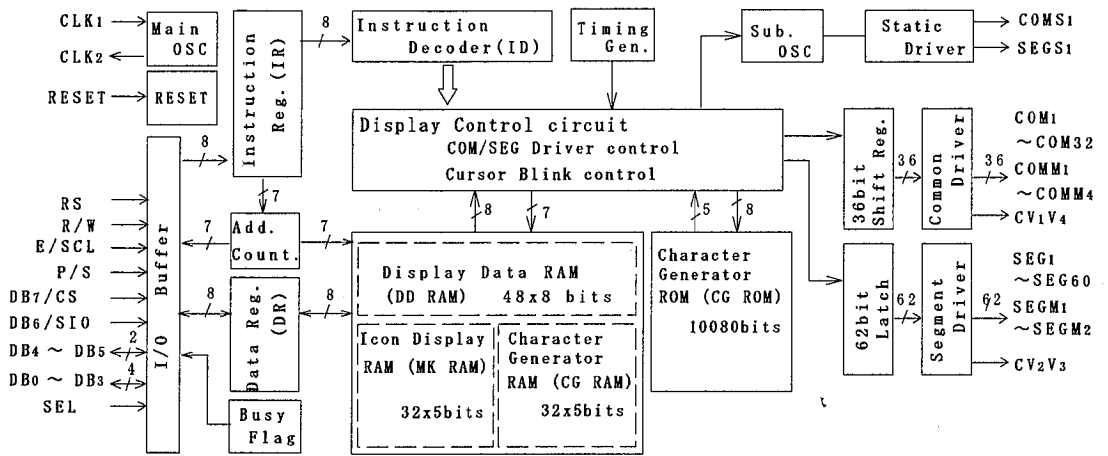 CLK1
CLK2
RESET
Main
OSC
RESET
Instruction
Reg. (IR)
8
Instruction
Decoder(ID)
Timing
Gen.
Sub.
OSC
Static
Driver
COMS1
SEGS1
Display Control circuit
COM/SEG Driver control
Cursor Blink control
36bit
Shift Reg.
36
Common
Driver
36
COM1
~COM32
COMM1
~COMM4
CV1V4
8
7
8
7
5
8
RS
R/W
E/SCL
P/S
DB7/CS
DB6/SIO
DB4 ~ DB5
2
DB0 ~ DB3
4
SEL
I/O Buffer
7
Add.
Count.
7
8
Data Reg.
(DR)
8
Busy
Flag
Display Data RAM
(DD RAM) 48x8 bits
Icon Display
RAM (MK RAM)
32x5bits
Character
Generator
RAM (CG RAM)
32x5bits
Character
Generator
ROM (CG ROM)
10080bits
62bit
Latch
62
Segment
Driver
62
SEG1
~SEG60
SEGM1
~SEGM2
CV2V3